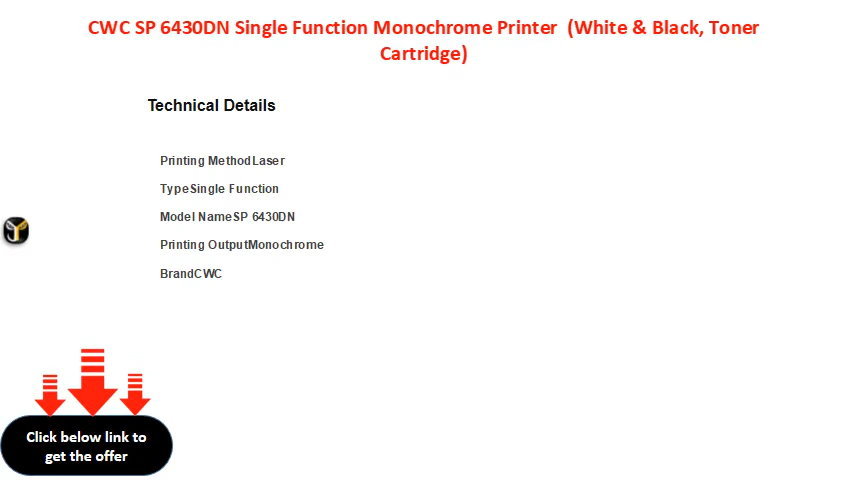 CWC SP 6430DN Single Function Monochrome Printer  (White & Black, Toner
Cartridge)
Technical Details
Printing MethodLaser
TypeSingle Function
Model NameSP 6430DN
Printing OutputMonochrome
BrandCWC
Click below link to
get the offer